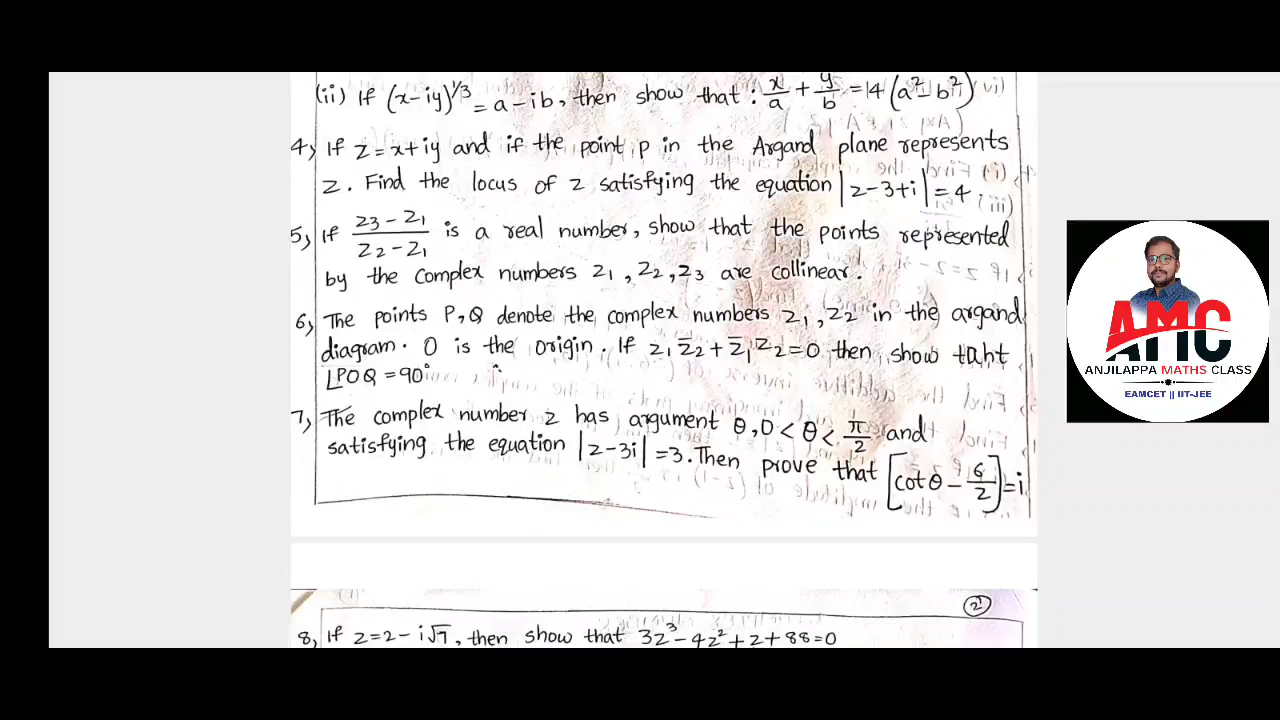 (ii) If (x-iy)^1/3 = a-ib, then show that : x/a + y/b = 4(a²-b²)
4, If z=x+iy and if the point P in the Argand plane represents
z. Find the locus of z satisfying the equation |z-3+i|=4
5, If z3-z1/z2-z1 is a real number, show that the points represented
by the complex numbers z1, z2, z3 are collinear.
6, The points P,Q denote the complex numbers z1, z2 in the argand
diagram. O is the origin. If z1 z̄2 + z̄1 z2=0 then show taht
∠POQ =90°
7, The complex number z has argument θ, 0<θ<π/2 and
satisfying the equation |z-3i|=3. Then prove that [cotθ - 6/z]=i
2
8, If z=2-i√7, then show that 3z³-4z²+z+88=0
AMC
ANJILAPPA MATHS CLASS
EAMCET || IIT-JEE